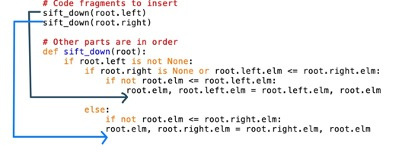 # Code fragments to insert
sift_down(root.left)
sift_down(root.right)
# Other parts are in order
def sift_down(root):
if root.left is not None:
if root.right is None or root.left.elm <= root.right.elm:
if not root.elm <= root.left.elm:
root.elm, root.left.elm = root.left.elm, root.elm
else:
if not root.elm <= root.right.elm:
root.elm, root.right.elm = root.right.elm, root.elm